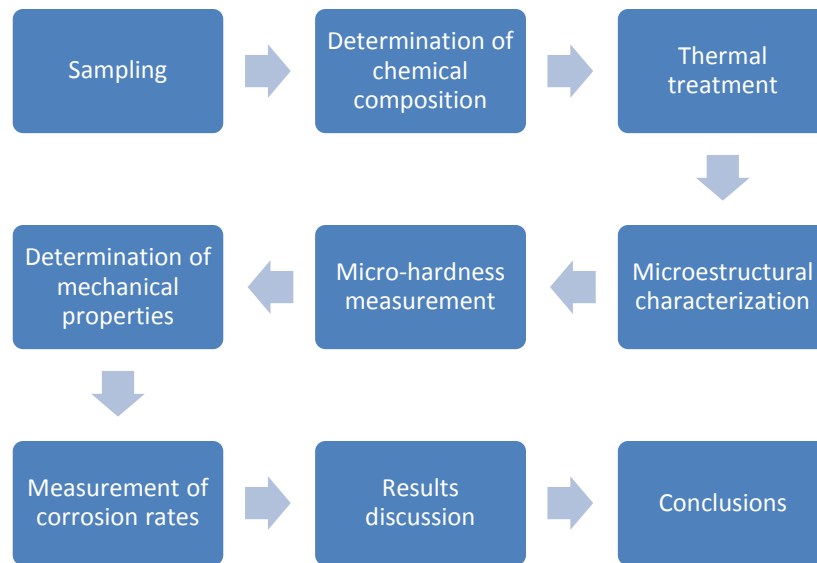 Sampling
Determination of
chemical
composition
Thermal
treatment
Microestructural
characterization
Micro-hardness
measurement
Determination of
mechanical
properties
Measurement of
corrosion rates
Results
discussion
Conclusions